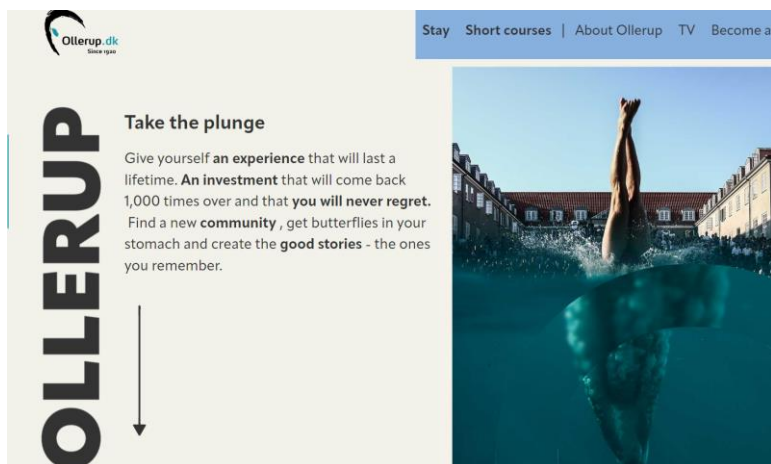 Ollerup.dk
Since 1920
Stay Short courses | About Ollerup TV Become a
OLLERUP
Take the plunge
Give yourself an experience that will last a
lifetime. An investment that will come back
1,000 times over and that you will never regret.
Find a new community , get butterflies in your
stomach and create the good stories - the ones
you remember.